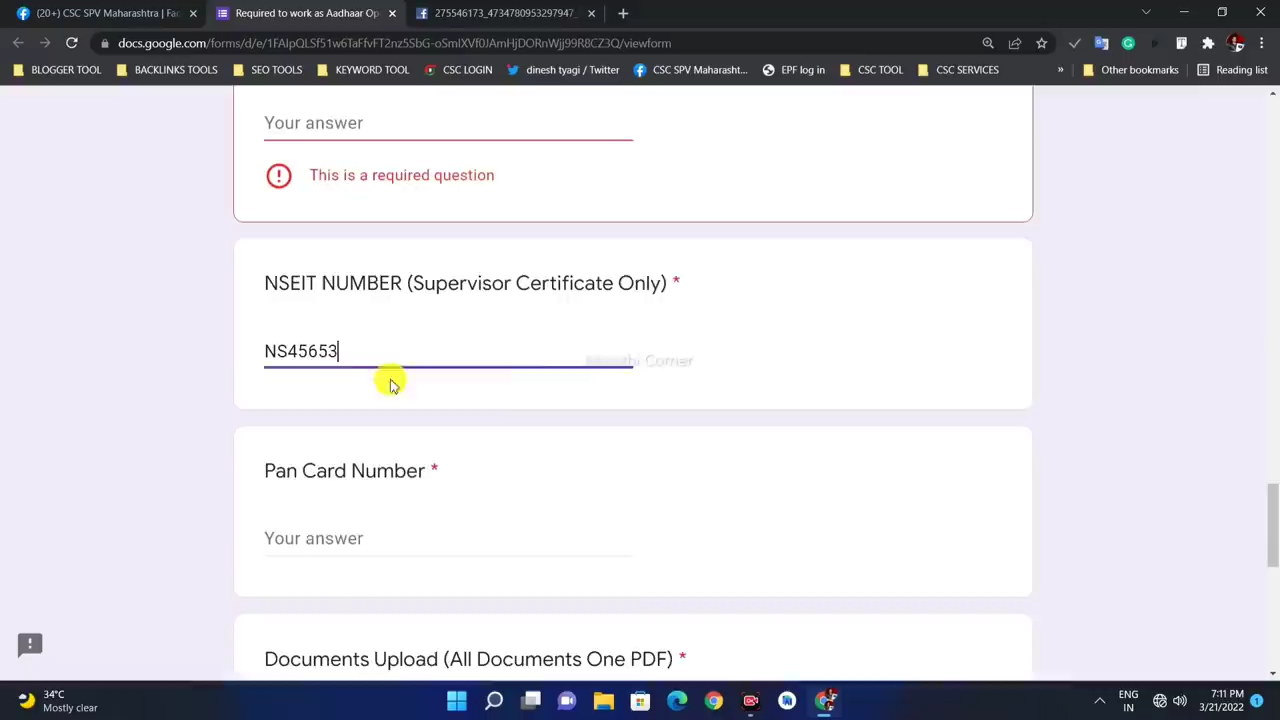 (20+) CSC SPV Maharashtra | Fac
Required to work as Aadhaar Op
275546173_4734780953297947_
docs.google.com/forms/d/e/1FAIpQLSf51w6TaFfvFT2nz5SbG-oSmIXVf0JAmHjDORnWjj99R8CZ3Q/viewform
BLOGGER TOOL
BACKLINKS TOOLS
SEO TOOLS
KEYWORD TOOL
CSC LOGIN
dinesh tyagi / Twitter
CSC SPV Maharasht...
EPF log in
CSC TOOL
CSC SERVICES
»
Other bookmarks
Reading list
Your answer
This is a required question
NSEIT NUMBER (Supervisor Certificate Only) *
NS45653
Corner
Pan Card Number *
Your answer
Documents Upload (All Documents One PDF) *
34°C
Mostly clear
ENG
IN
7:11 PM
3/21/2022
1